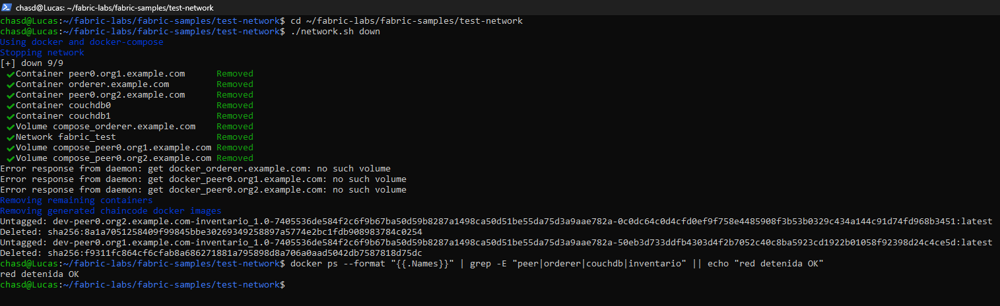 chasd@Lucas: ~/fabric-labs/fabric-samples/test-network
chasd@Lucas:~/fabric-labs/fabric-samples/test-network$ cd ~/fabric-labs/fabric-samples/test-network
chasd@Lucas:~/fabric-labs/fabric-samples/test-network$ ./network.sh down
Using docker and docker-compose
Stopping network
[+] down 9/9
✔Container peer0.org1.example.com Removed
✔Container orderer.example.com Removed
✔Container peer0.org2.example.com Removed
✔Container couchdb0 Removed
✔Container couchdb1 Removed
✔Volume compose_orderer.example.com Removed
✔Network fabric_test Removed
✔Volume compose_peer0.org1.example.com Removed
✔Volume compose_peer0.org2.example.com Removed
Error response from daemon: get docker_orderer.example.com: no such volume
Error response from daemon: get docker_peer0.org1.example.com: no such volume
Error response from daemon: get docker_peer0.org2.example.com: no such volume
Removing remaining containers
Removing generated chaincode docker images
Untagged: dev-peer0.org2.example.com-inventario_1.0-7405536de584f2c6f9b67ba50d59b8287a1498ca50d51be55da75d3a9aae782a-0c0dc64c0d4cfd0ef9f758e4485908f3b53b0329c434a144c91d74fd968b3451:latest
Deleted: sha256:8a1a7051258409f99845bbe30269349258897a5774e2bc1fdb908983784c0254
Untagged: dev-peer0.org1.example.com-inventario_1.0-7405536de584f2c6f9b67ba50d59b8287a1498ca50d51be55da75d3a9aae782a-50eb3d733ddfb4303d4f2b7052c40c8ba5923cd1922b01058f92398d24c4ce5d:latest
Deleted: sha256:f9311fc864cf6cfab8a686271881a795898d8a706a0aad5042db7587818d75dc
chasd@Lucas:~/fabric-labs/fabric-samples/test-network$ docker ps --format "{{.Names}}" | grep -E "peer|orderer|couchdb|inventario" || echo "red detenida OK"
red detenida OK
chasd@Lucas:~/fabric-labs/fabric-samples/test-network$